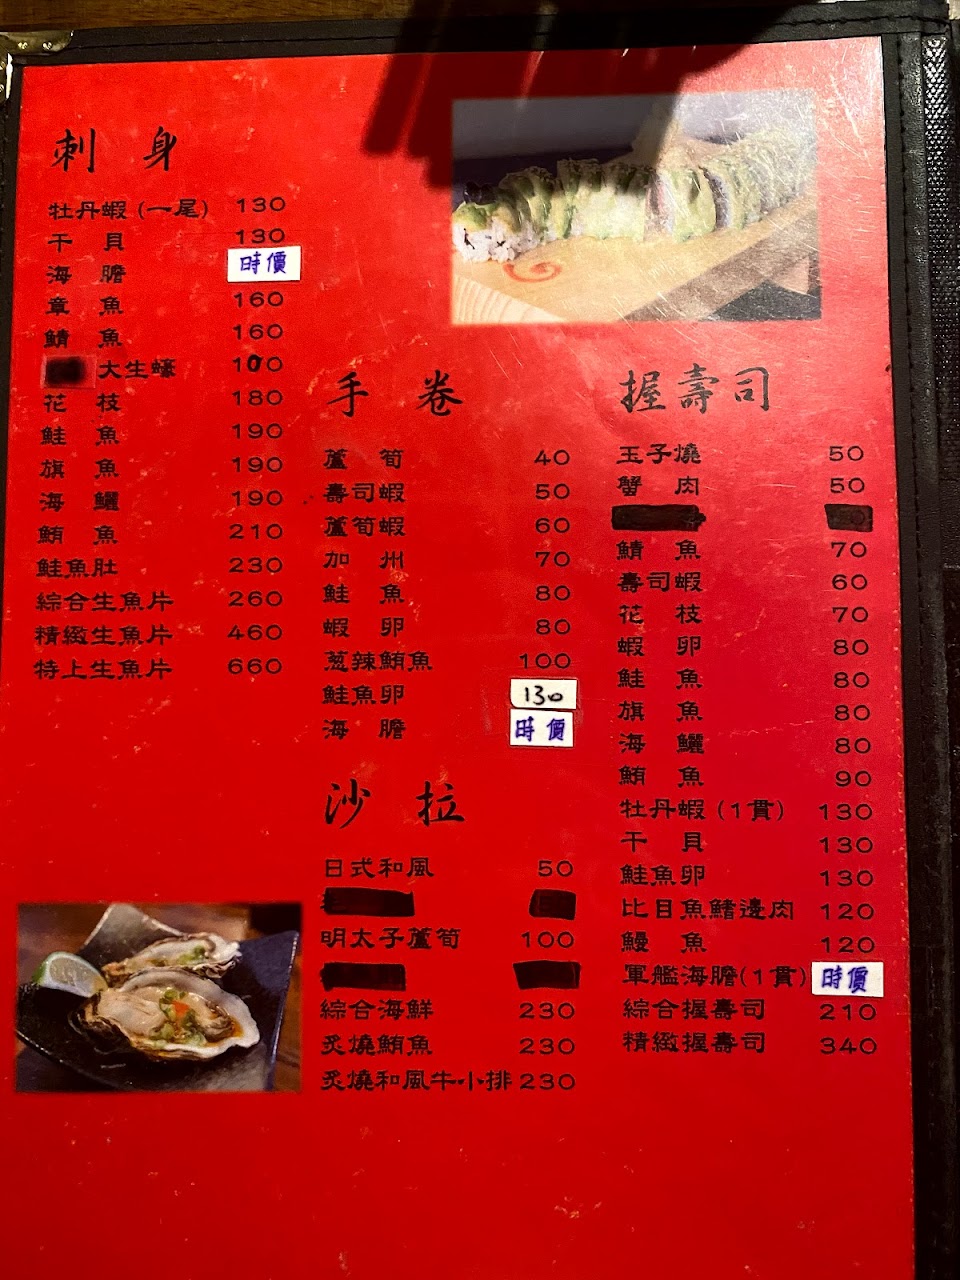 刺身
牡丹蝦(一尾) 130
干貝 130
海膽 時價
章魚 160
鯖魚 160
大生蠔 100
花枝 180
鮭魚 190
旗魚 190
海鱺 190
鮪魚 210
鮭魚肚 230
綜合生魚片 260
精緻生魚片 460
特上生魚片 660
手卷
蘆筍 40
壽司蝦 50
蘆筍蝦 60
加州 70
鮭魚 80
蝦卵 80
葱辣鮪魚 100
鮭魚卵 130
海膽 時價
沙拉
日式和風 50
明太子蘆筍 100
綜合海鮮 230
炙燒鮪魚 230
炙燒和風牛小排 230
握壽司
玉子燒 50
蟹肉 50
鯖魚 70
壽司蝦 60
花枝 70
蝦卵 80
鮭魚 80
旗魚 80
海鱺 80
鮪魚 90
牡丹蝦(1貫) 130
干貝 130
鮭魚卵 130
比目魚鰭邊肉 120
鰻魚 120
軍艦海膽(1貫) 時價
綜合握壽司 210
精緻握壽司 340